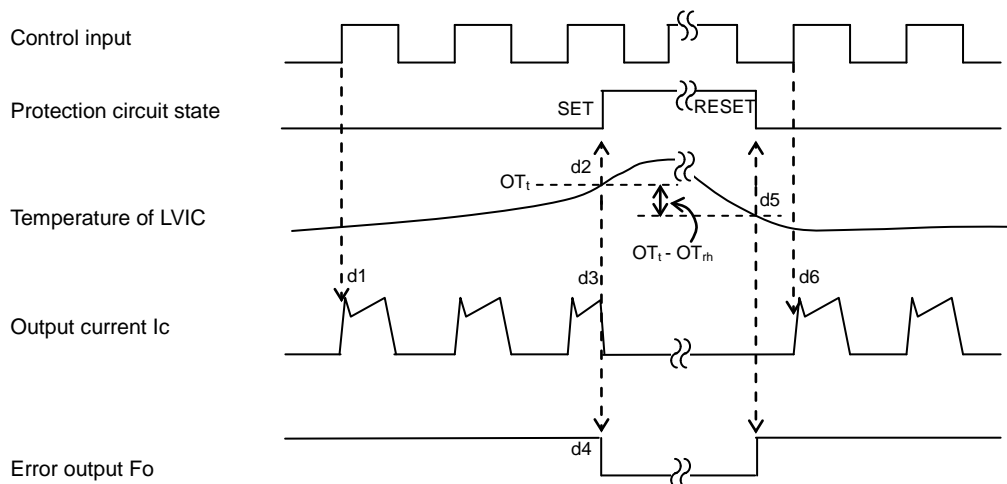 Control input
Protection circuit state
SET
RESET
d2
OTt
d5
Temperature of LVIC
OTt - OTrh
d1
d3
d6
Output current Ic
d4
Error output Fo